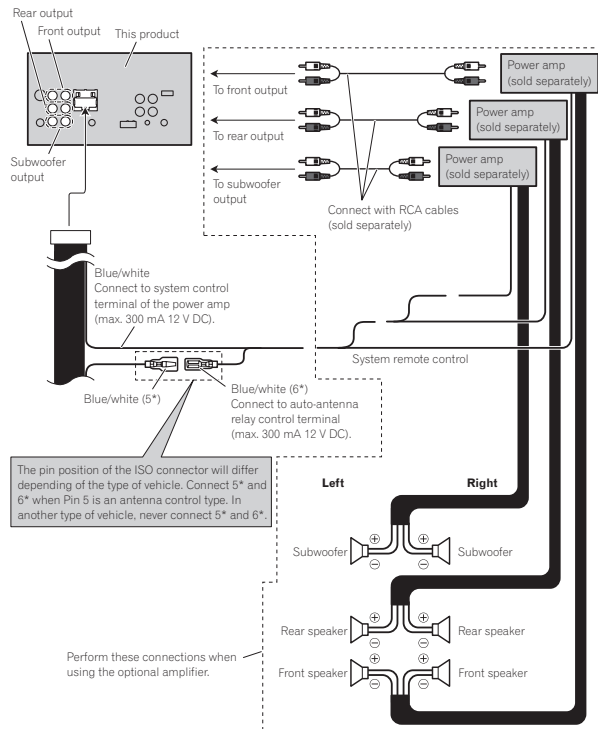 Rear output
Front output
This product
Subwoofer
output
To front output
To rear output
To subwoofer
output
Power amp
(sold separately)
Power amp
(sold separately)
Power amp
(sold separately)
Connect with RCA cables
(sold separately)
Blue/white
Connect to system control
terminal of the power amp
(max. 300 mA 12 V DC).
System remote control
Blue/white (5*)
Blue/white (6*)
Connect to auto-antenna
relay control terminal
(max. 300 mA 12 V DC).
The pin position of the ISO connector will differ
depending of the type of vehicle. Connect 5* and
6* when Pin 5 is an antenna control type. In
another type of vehicle, never connect 5* and 6*.
Left
Right
⊕ ⊕
Subwoofer
Subwoofer
⊖ ⊖
⊕ ⊕
Rear speaker
Rear speaker
⊖ ⊖
⊕ ⊕
Front speaker
Front speaker
⊖ ⊖
Perform these connections when
using the optional amplifier.